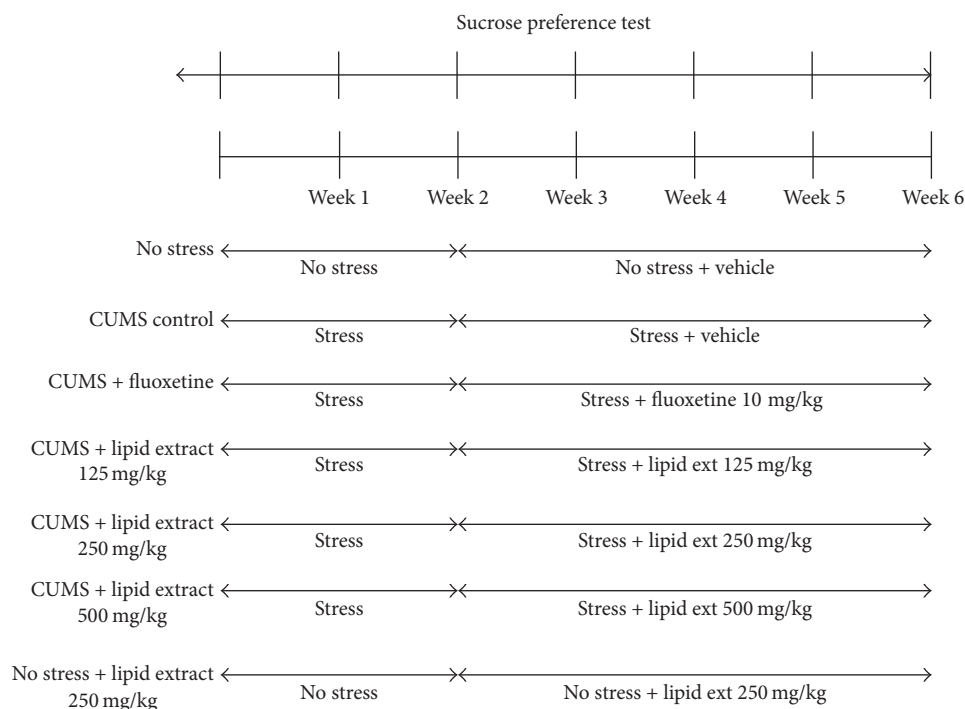 Sucrose preference test
Week 1 Week 2 Week 3 Week 4 Week 5 Week 6
No stress
No stress No stress + vehicle
CUMS control
Stress Stress + vehicle
CUMS + fluoxetine
Stress Stress + fluoxetine 10 mg/kg
CUMS + lipid extract
125 mg/kg
Stress Stress + lipid ext 125 mg/kg
CUMS + lipid extract
250 mg/kg
Stress Stress + lipid ext 250 mg/kg
CUMS + lipid extract
500 mg/kg
Stress Stress + lipid ext 500 mg/kg
No stress + lipid extract
250 mg/kg
No stress No stress + lipid ext 250 mg/kg